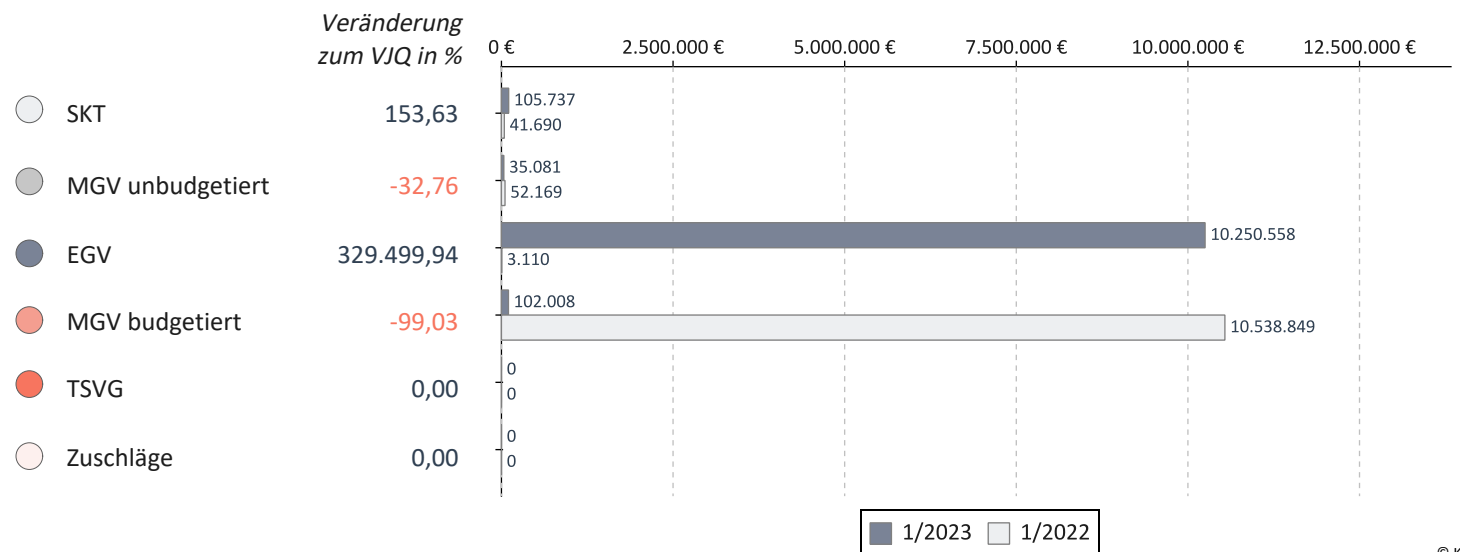 Veränderung
zum VJQ in %
0 € 2.500.000 € 5.000.000 € 7.500.000 € 10.000.000 € 12.500.000 €
SKT 153,63 105.737
41.690
MGV unbudgetiert -32,76 35.081
52.169
EGV 329.499,94 10.250.558
3.110
MGV budgetiert -99,03 102.008
10.538.849
TSVG 0,00 0
0
Zuschläge 0,00 0
0
1/2023 1/2022
©